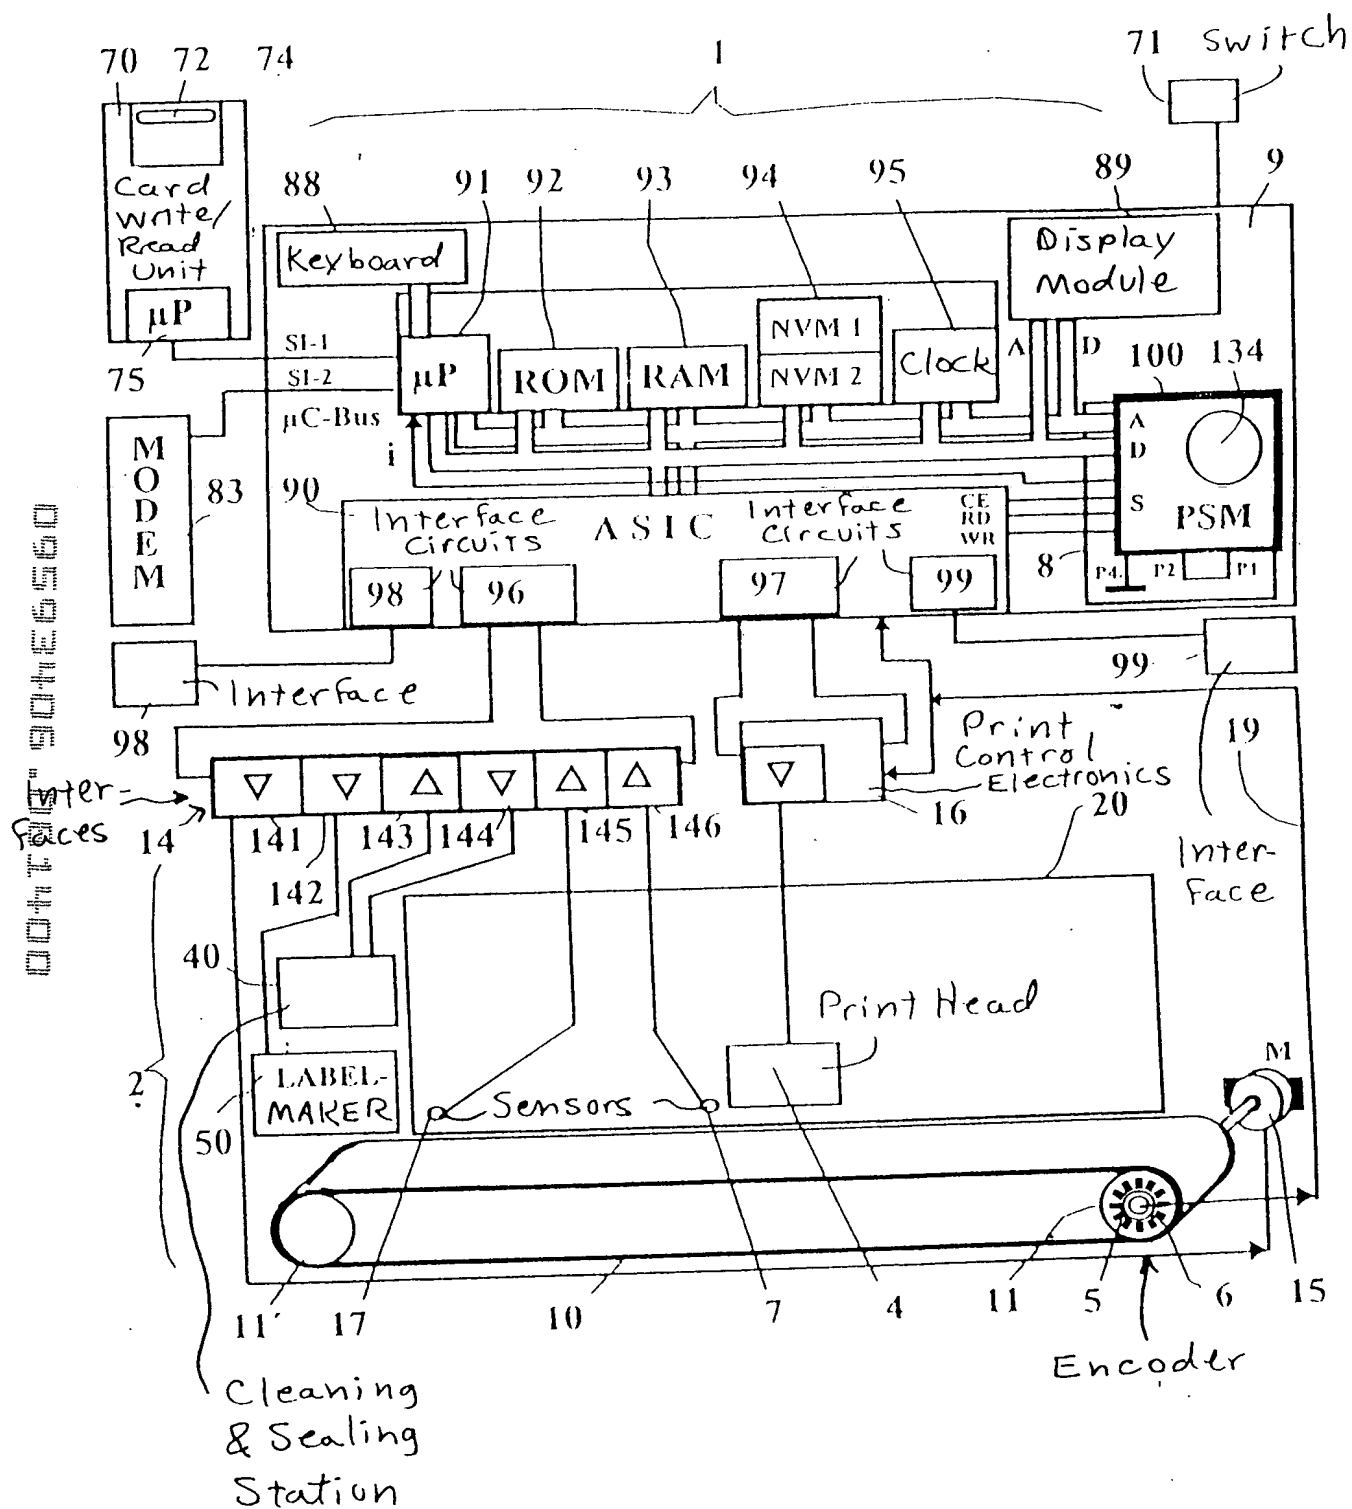 1
71
Switch
70
72
74
Card
Write/
Read
Unit
µP
75
88
91
92
93
94
95
89
9
Keyboard
Display
Module
SI-1
SI-2
µC-Bus
µP
ROM
RAM
NVM 1
NVM 2
Clock
A
D
100
134
A
D
S
PSM
P4.
P2
P1
8
MODEM
83
i
90
Interface
Circuits
ASIC
Interface
Circuits
CE
RD
WR
98
96
97
99
Interface
98
99
Print
Control
Electronics
16
19
Inter-
faces
14
141
142
143
144
145
146
20
Inter-
face
2
40
50
LABEL-
MAKER
Sensors
Print Head
M
11'
17
10
7
4
11
5
6
15
Encoder
Cleaning
& Sealing
Station